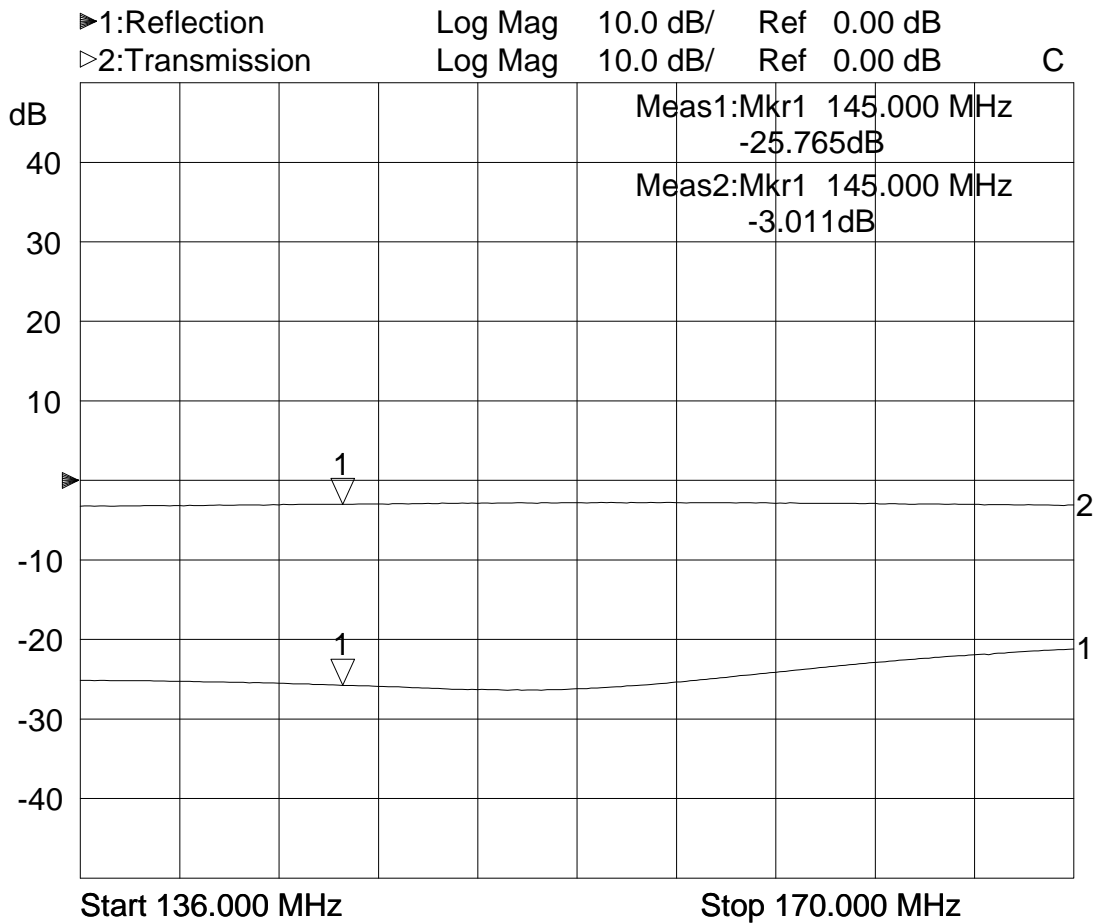 1:Reflection Log Mag 10.0 dB/ Ref 0.00 dB
2:Transmission Log Mag 10.0 dB/ Ref 0.00 dB C
dB
Meas1:Mkr1 145.000 MHz
-25.765dB
Meas2:Mkr1 145.000 MHz
-3.011dB
40
30
20
10
1
2
-10
-20
1
1
-30
-40
Start 136.000 MHz Stop 170.000 MHz